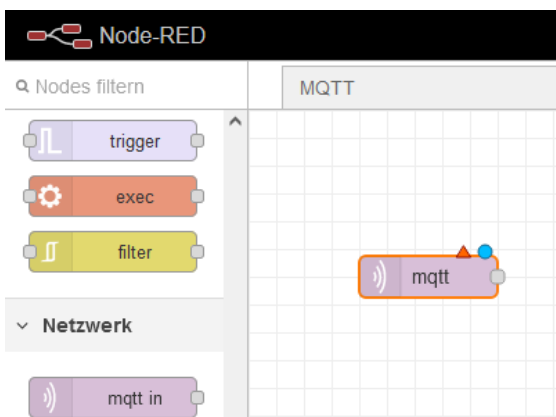 Node-RED
Nodes filtern
MQTT
trigger
exec
filter
mqtt
Netzwerk
mqtt in